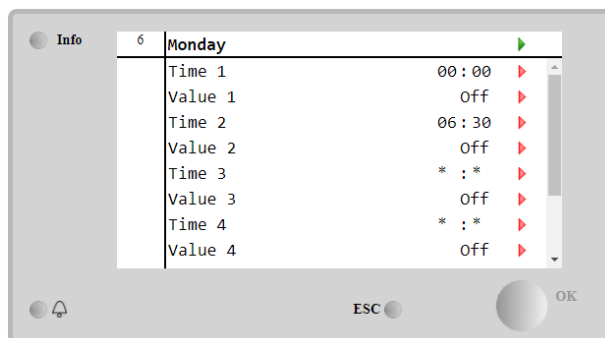 Info
6 Monday
Time 1 00:00
Value 1 Off
Time 2 06:30
Value 2 Off
Time 3 * :*
Value 3 Off
Time 4 * :*
Value 4 Off
ESC
OK